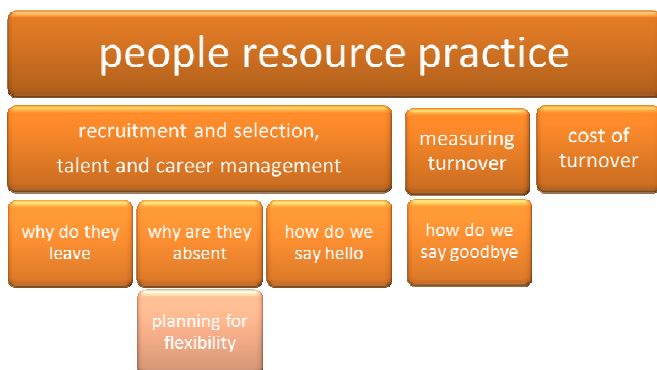 people resource practice
recruitment and selection,
talent and career management
measuring
turnover
cost of
turnover
why do they
leave
why are they
absent
how do we
say hello
how do we
say goodbye
planning for
flexibility